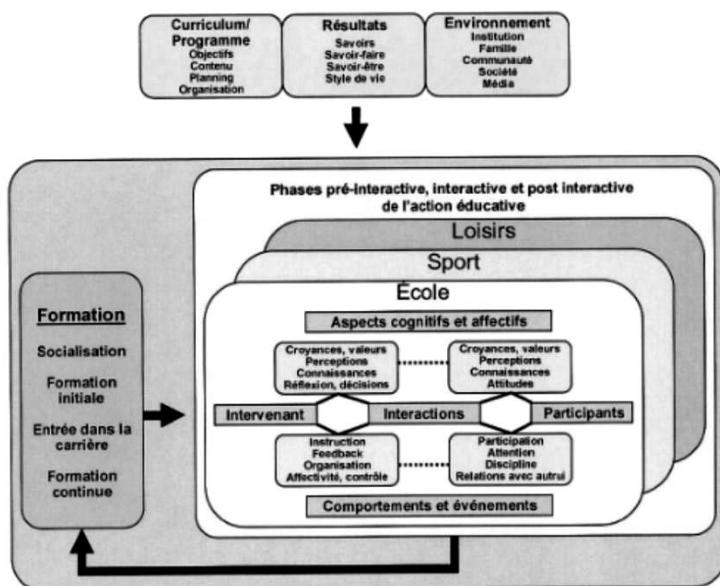 Curriculum/
Programme
Objectifs
Contenu
Planning
Organisation
Résultats
Savoirs
Savoir-faire
Savoir-être
Style de vie
Environnement
Institution
Famille
Communauté
Société
Média
Phases pré-interactive, interactive et post interactive
de l'action éducative
Loisirs
Sport
École
Formation
Socialisation
Formation
initiale
Entrée dans la
carrière
Formation
continue
Aspects cognitifs et affectifs
Croyances, valeurs
Perceptions
Connaissances
Réflexion, décisions
Croyances, valeurs
Perceptions
Connaissances
Attitudes
Intervenant
Interactions
Participants
Instruction
Feedback
Organisation
Affectivité, contrôle
Participation
Attention
Discipline
Relations avec autrui
Comportements et événements